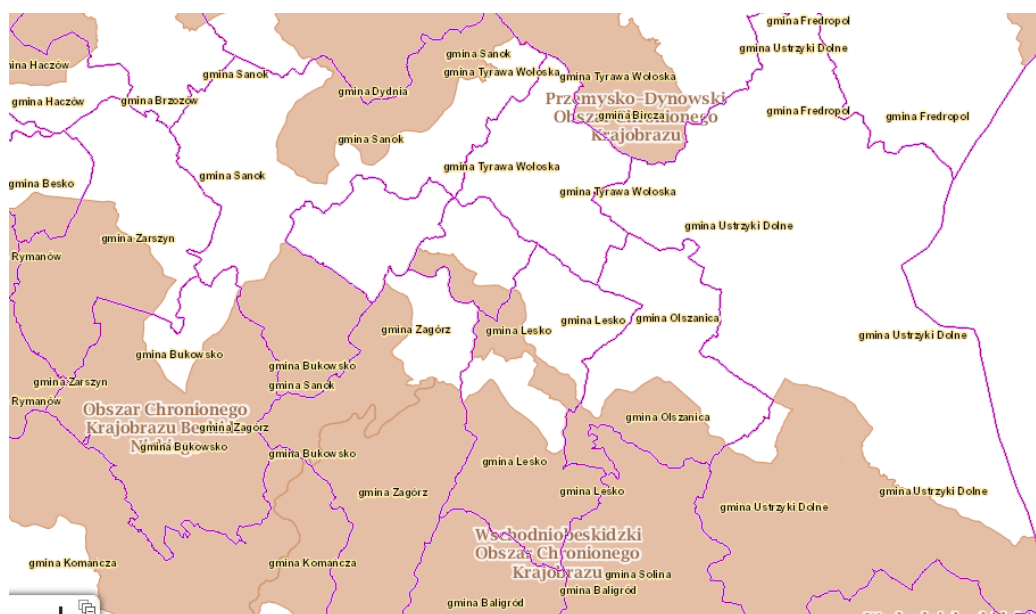 gmina Fredropol
gmina Ustrzyki Dolne
gmina Sanok
mina Haczów
gmina Sanok
gmina Tyrawa Wołoska
gmina Tyrawa Wołoska
gmina Dydnia
gmina Haczów
gmina Brzozów
Przemysko-Dynowski
Obszar Chronionego
Krajobrazu
gmina Bircza
gmina Fredropol
gmina Fredropol
gmina Sanok
gmina Tyrawa Wołoska
gmina Sanok
gmina Besko
gmina Tyrawa Wołoska
gmina Ustrzyki Dolne
gmina Zarszyn
Rymanów
gmina Zagórz
gmina Lesko
gmina Lesko
gmina Olszanica
gmina Ustrzyki Dolne
gmina Bukowsko
gmina Bukowsko
gmina Zarszyn
gmina Sanok
Rymanów
Obszar Chronionego
Krajobrazu
gmina Zagórz
gmina Bukowsko
gmina Olszanica
gmina Bukowsko
gmina Lesko
gmina Zagórz
gmina Lesko
gmina Ustrzyki Dolne
gmina Ustrzyki Dolne
Wschodniobeskidzki
Obszar Chronionego
Krajobrazu
gmina Komańcza
gmina Komańcza
gmina Solina
gmina Baligród
gmina Baligród